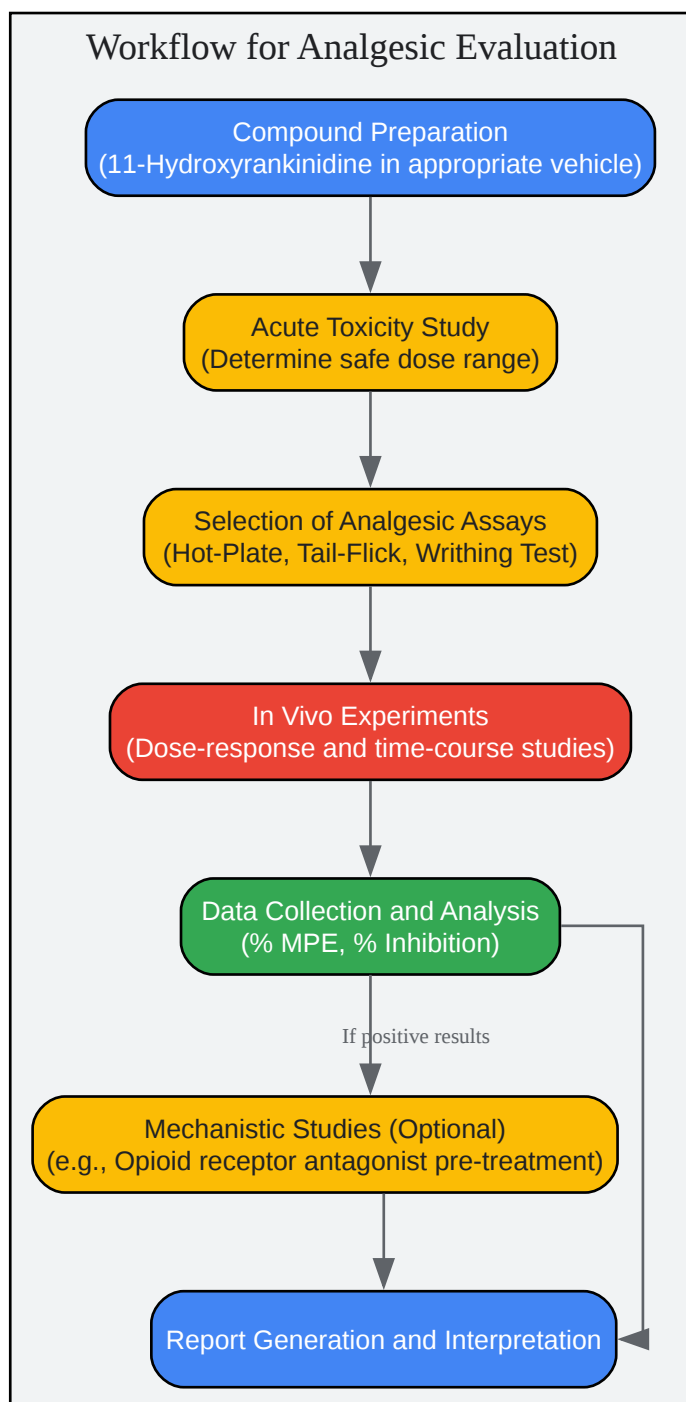 Workflow for Analgesic Evaluation
Compound Preparation
(11-Hydroxyrankinidine in appropriate vehicle)
Acute Toxicity Study
(Determine safe dose range)
Selection of Analgesic Assays
(Hot-Plate, Tail-Flick, Writhing Test)
In Vivo Experiments
(Dose-response and time-course studies)
Data Collection and Analysis
(% MPE, % Inhibition)
If positive results
Mechanistic Studies (Optional)
(e.g., Opioid receptor antagonist pre-treatment)
Report Generation and Interpretation